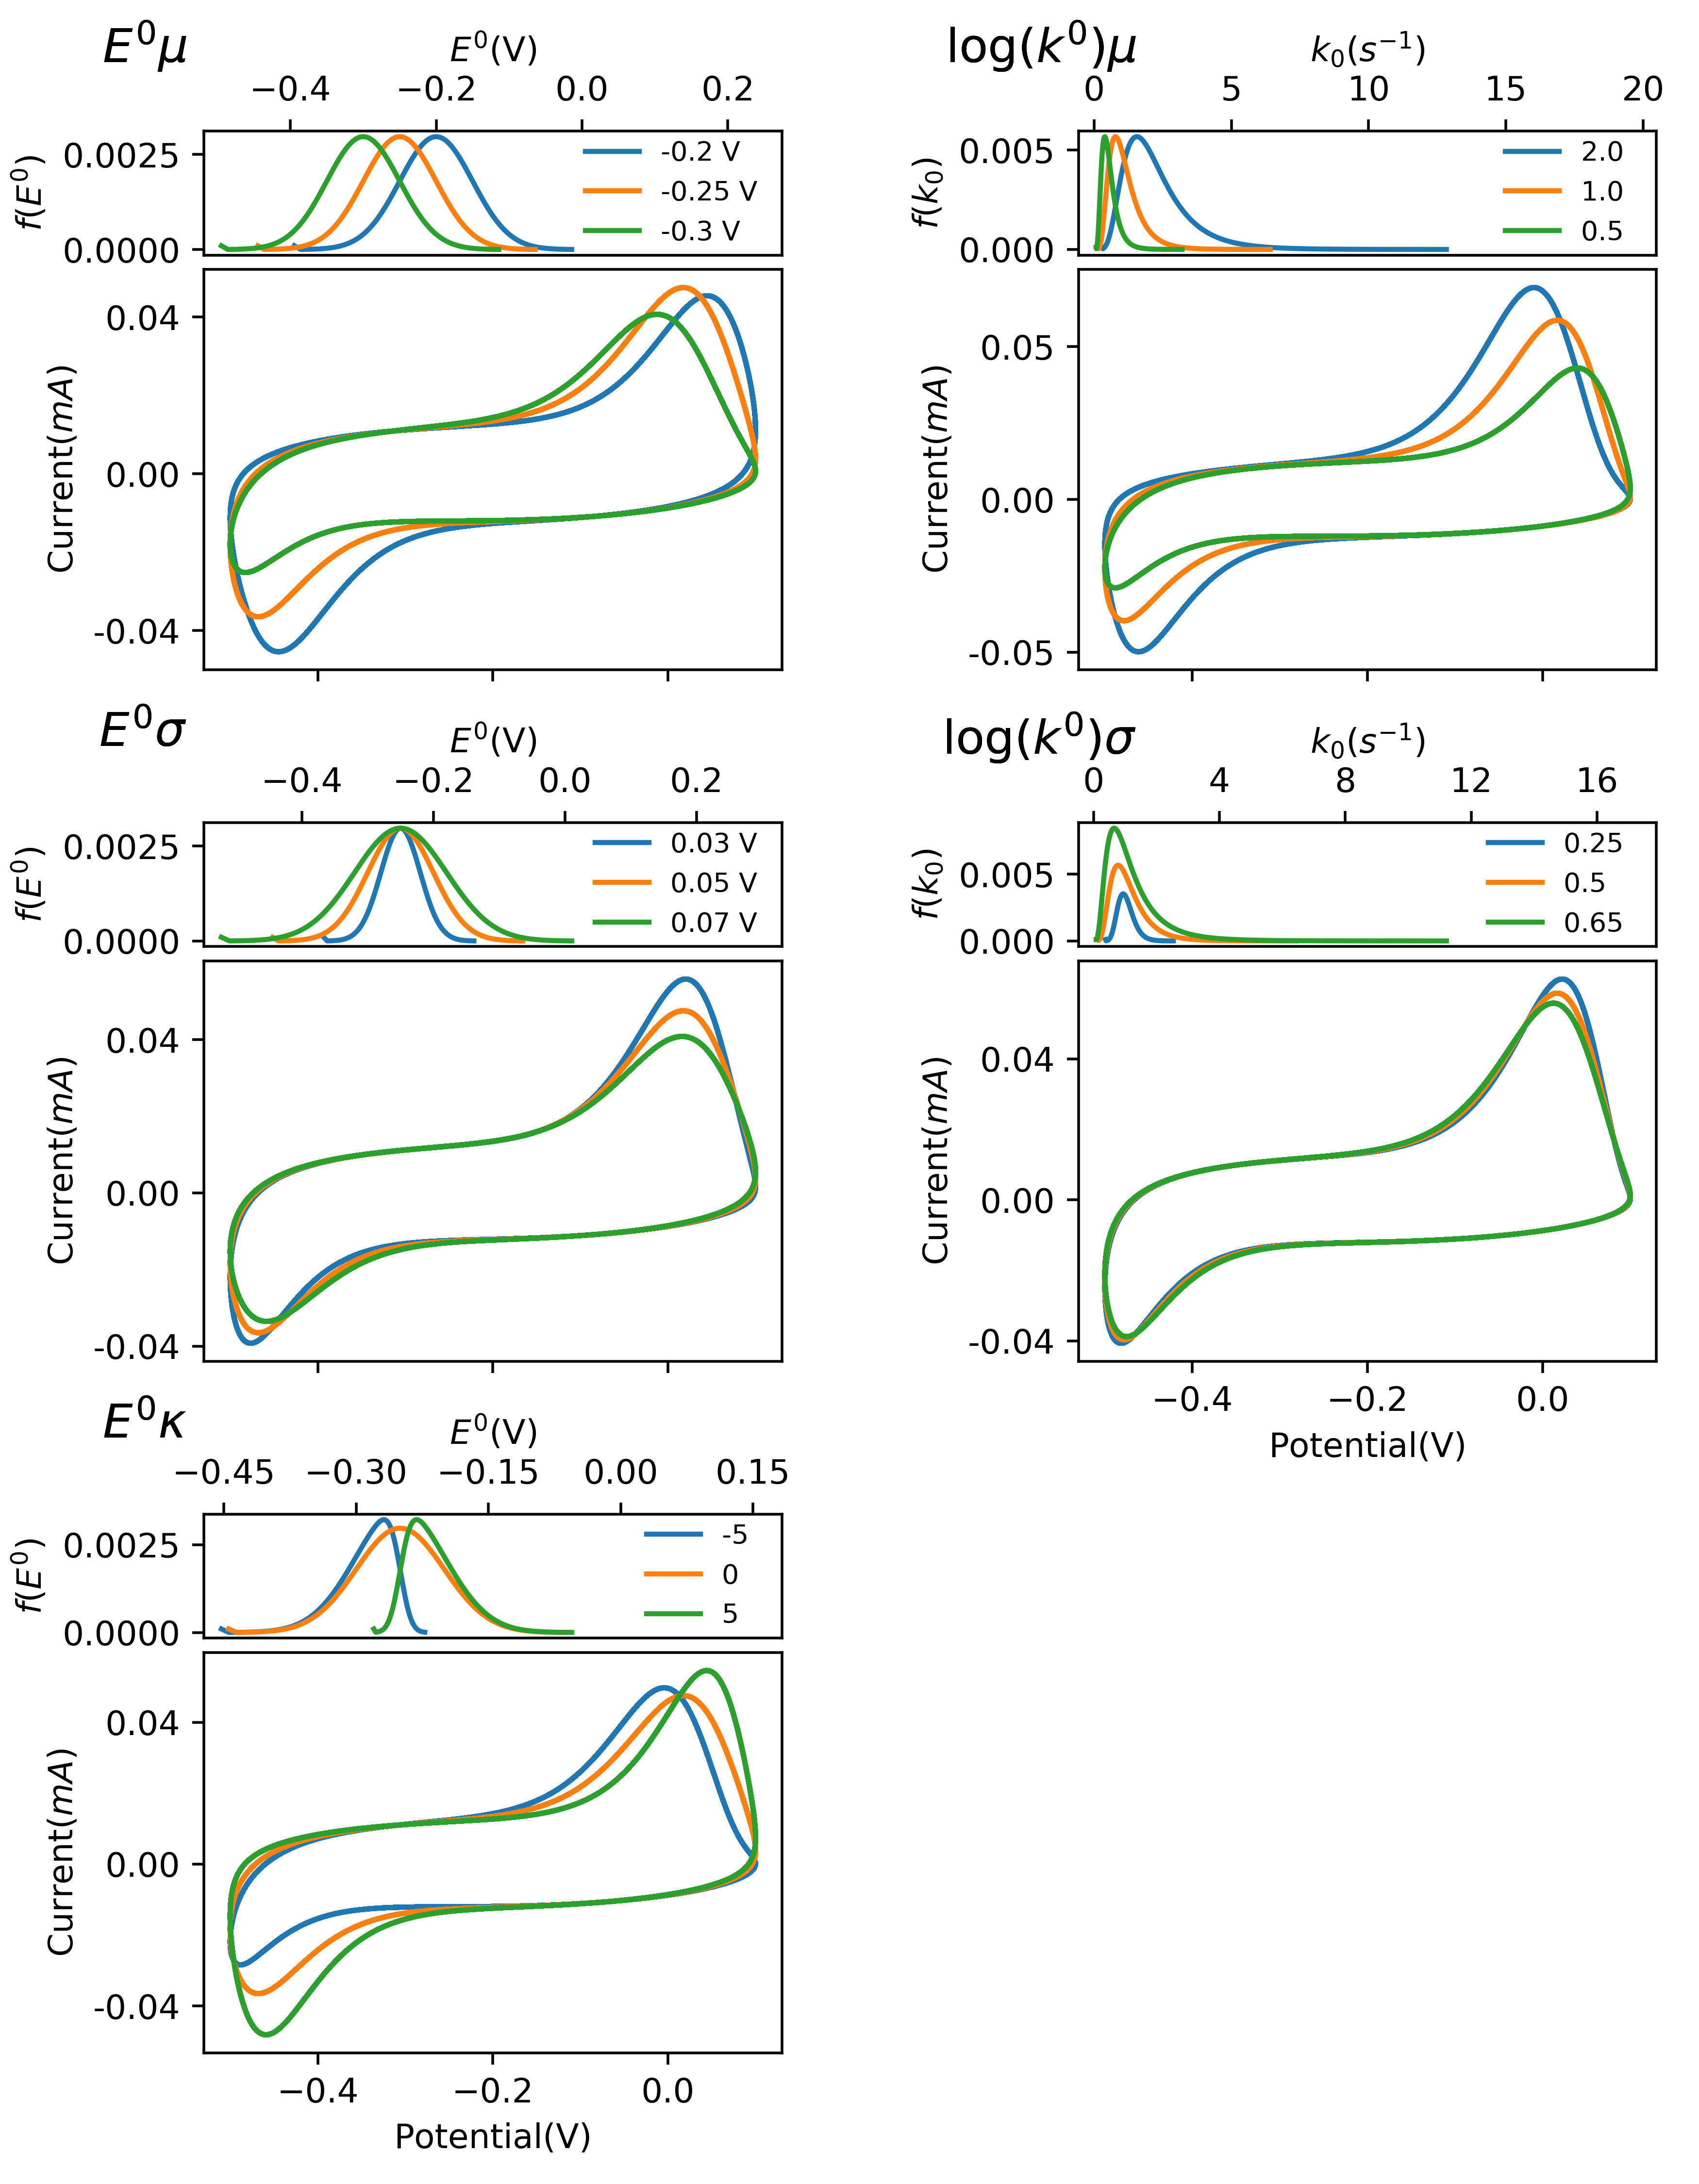 E⁰μ
E⁰(V)
−0.4 −0.2 0.0 0.2
f(E⁰)
0.0025
0.0000
-0.2 V
-0.25 V
-0.3 V
Current(mA)
0.04
0.00
-0.04
log(k⁰)μ
k₀(s⁻¹)
0 5 10 15 20
f(k₀)
0.005
0.000
2.0
1.0
0.5
Current(mA)
0.05
0.00
-0.05
E⁰σ
E⁰(V)
−0.4 −0.2 0.0 0.2
f(E⁰)
0.0025
0.0000
0.03 V
0.05 V
0.07 V
Current(mA)
0.04
0.00
-0.04
log(k⁰)σ
k₀(s⁻¹)
0 4 8 12 16
f(k₀)
0.005
0.000
0.25
0.5
0.65
Current(mA)
0.04
0.00
-0.04
−0.4 −0.2 0.0
Potential(V)
E⁰κ
E⁰(V)
−0.45 −0.30 −0.15 0.00 0.15
f(E⁰)
0.0025
0.0000
-5
0
5
Current(mA)
0.04
0.00
-0.04
−0.4 −0.2 0.0
Potential(V)